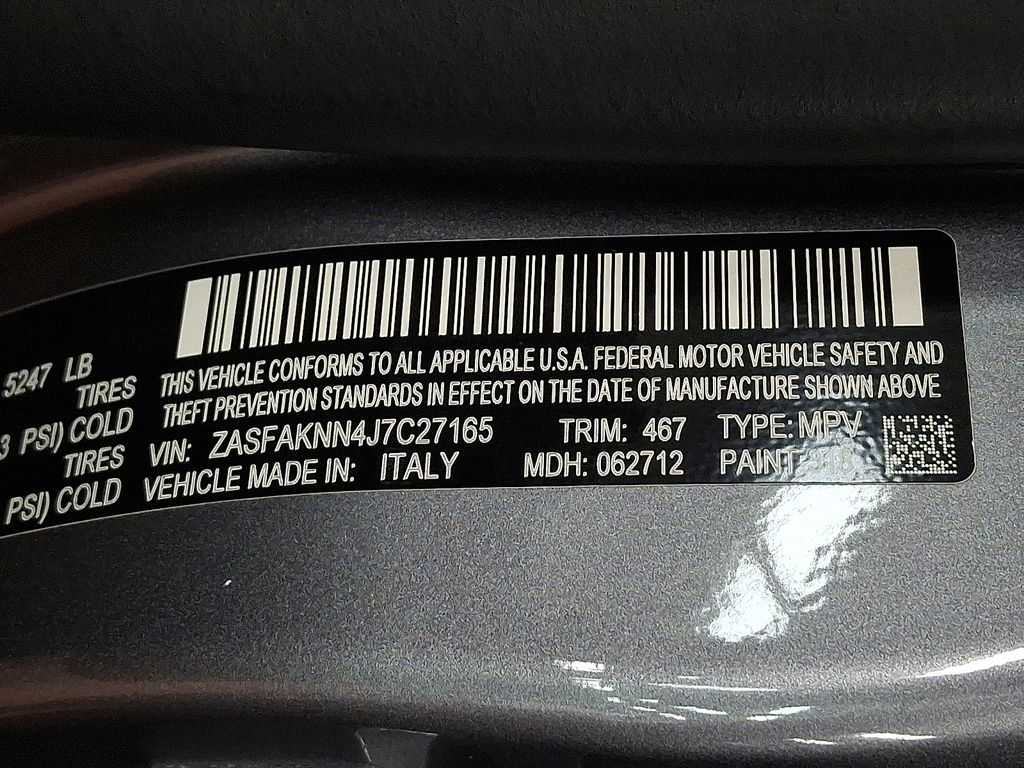 5247 LB
TIRES
3 PSI) COLD
TIRES
PSI) COLD
THIS VEHICLE CONFORMS TO ALL APPLICABLE U.S.A. FEDERAL MOTOR VEHICLE SAFETY AND
THEFT PREVENTION STANDARDS IN EFFECT ON THE DATE OF MANUFACTURE SHOWN ABOVE
VIN: ZASFAKNN4J7C27165 TRIM: 467 TYPE: MPV
VEHICLE MADE IN: ITALY MDH: 062712 PAINT: